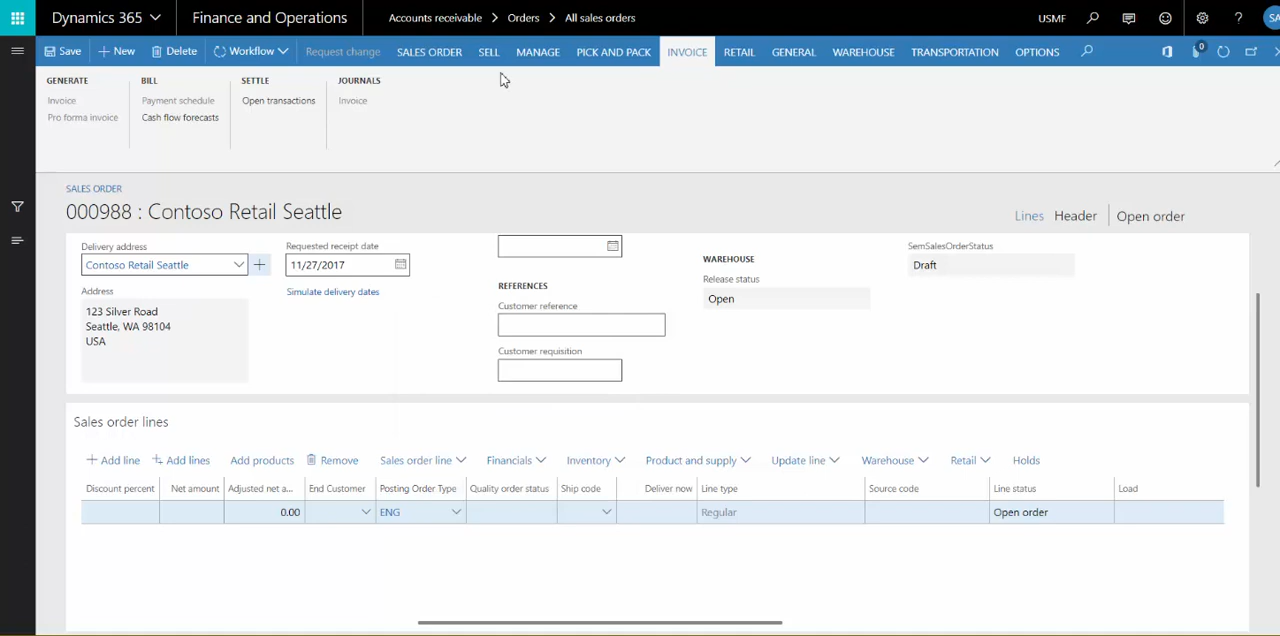 Dynamics 365 Finance and Operations Accounts receivable Orders All sales orders USMF ? SA
Save New Delete Workflow Request change SALES ORDER SELL MANAGE PICK AND PACK INVOICE RETAIL GENERAL WAREHOUSE TRANSPORTATION OPTIONS 0
GENERATE BILL SETTLE JOURNALS
Invoice Payment schedule Open transactions Invoice
Pro forma invoice Cash flow forecasts
SALES ORDER
000988 : Contoso Retail Seattle Lines Header Open order
Delivery address Requested receipt date SemSalesOrderStatus
Contoso Retail Seattle 11/27/2017 WAREHOUSE Draft
Simulate delivery dates REFERENCES Release status
Address Customer reference Open
123 Silver Road
Seattle, WA 98104
USA
Customer requisition
Sales order lines
Add line Add lines Add products Remove Sales order line Financials Inventory Product and supply Update line Warehouse Retail Holds
Discount percent Net amount Adjusted net a... End Customer Posting Order Type Quality order status Ship code Deliver now Line type Source code Line status Load
0.00 ENG Regular Open order